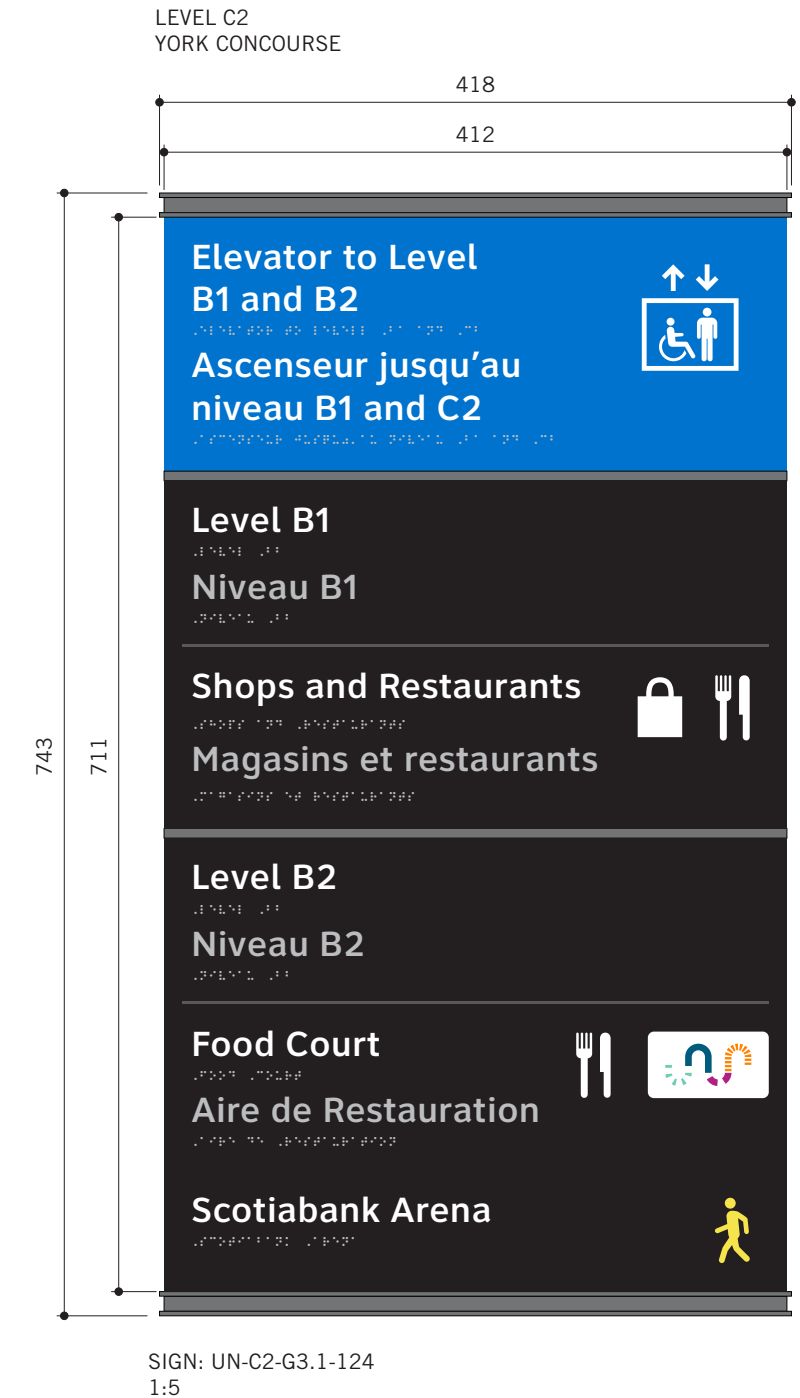 LEVEL C2
YORK CONCOURSE
418
412
743
711
Elevator to Level
B1 and B2
Ascenseur jusqu’au
niveau B1 and C2
Level B1
Niveau B1
Shops and Restaurants
Magasins et restaurants
Level B2
Niveau B2
Food Court
Aire de Restauration
Scotiabank Arena
SIGN: UN-C2-G3.1-124
1:5